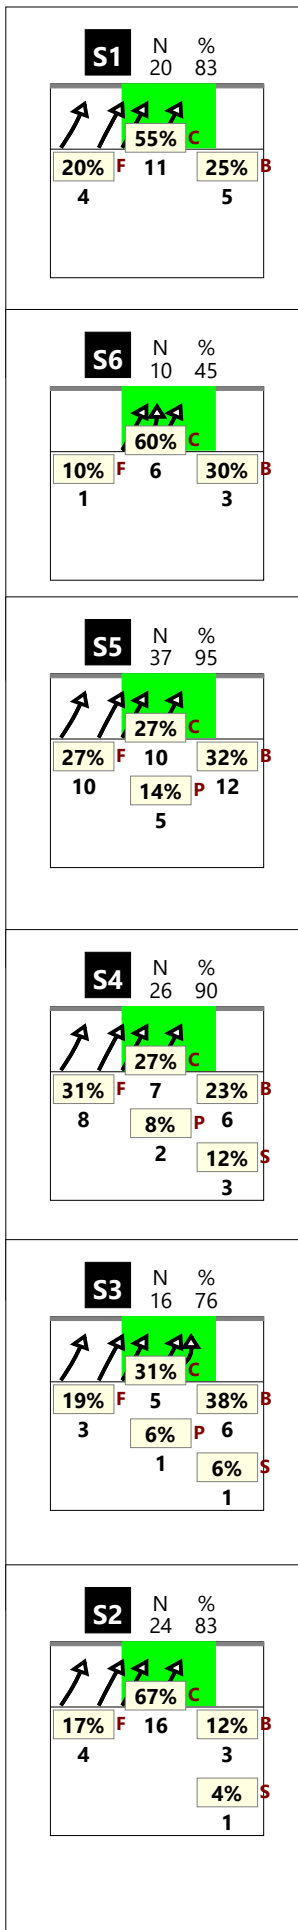 S1 N %
20 83
55% C
20% F 11 25% B
4 5
S6 N %
10 45
60% C
10% F 6 30% B
1 3
S5 N %
37 95
27% C
27% F 10 32% B
10 14% P 12
5
S4 N %
26 90
27% C
31% F 7 23% B
8 8% P 6
2 12% S
3
S3 N %
16 76
31% C
19% F 5 38% B
3 6% P 6
1 6% S
1
S2 N %
24 83
67% C
17% F 16 12% B
4 3
4% S
1